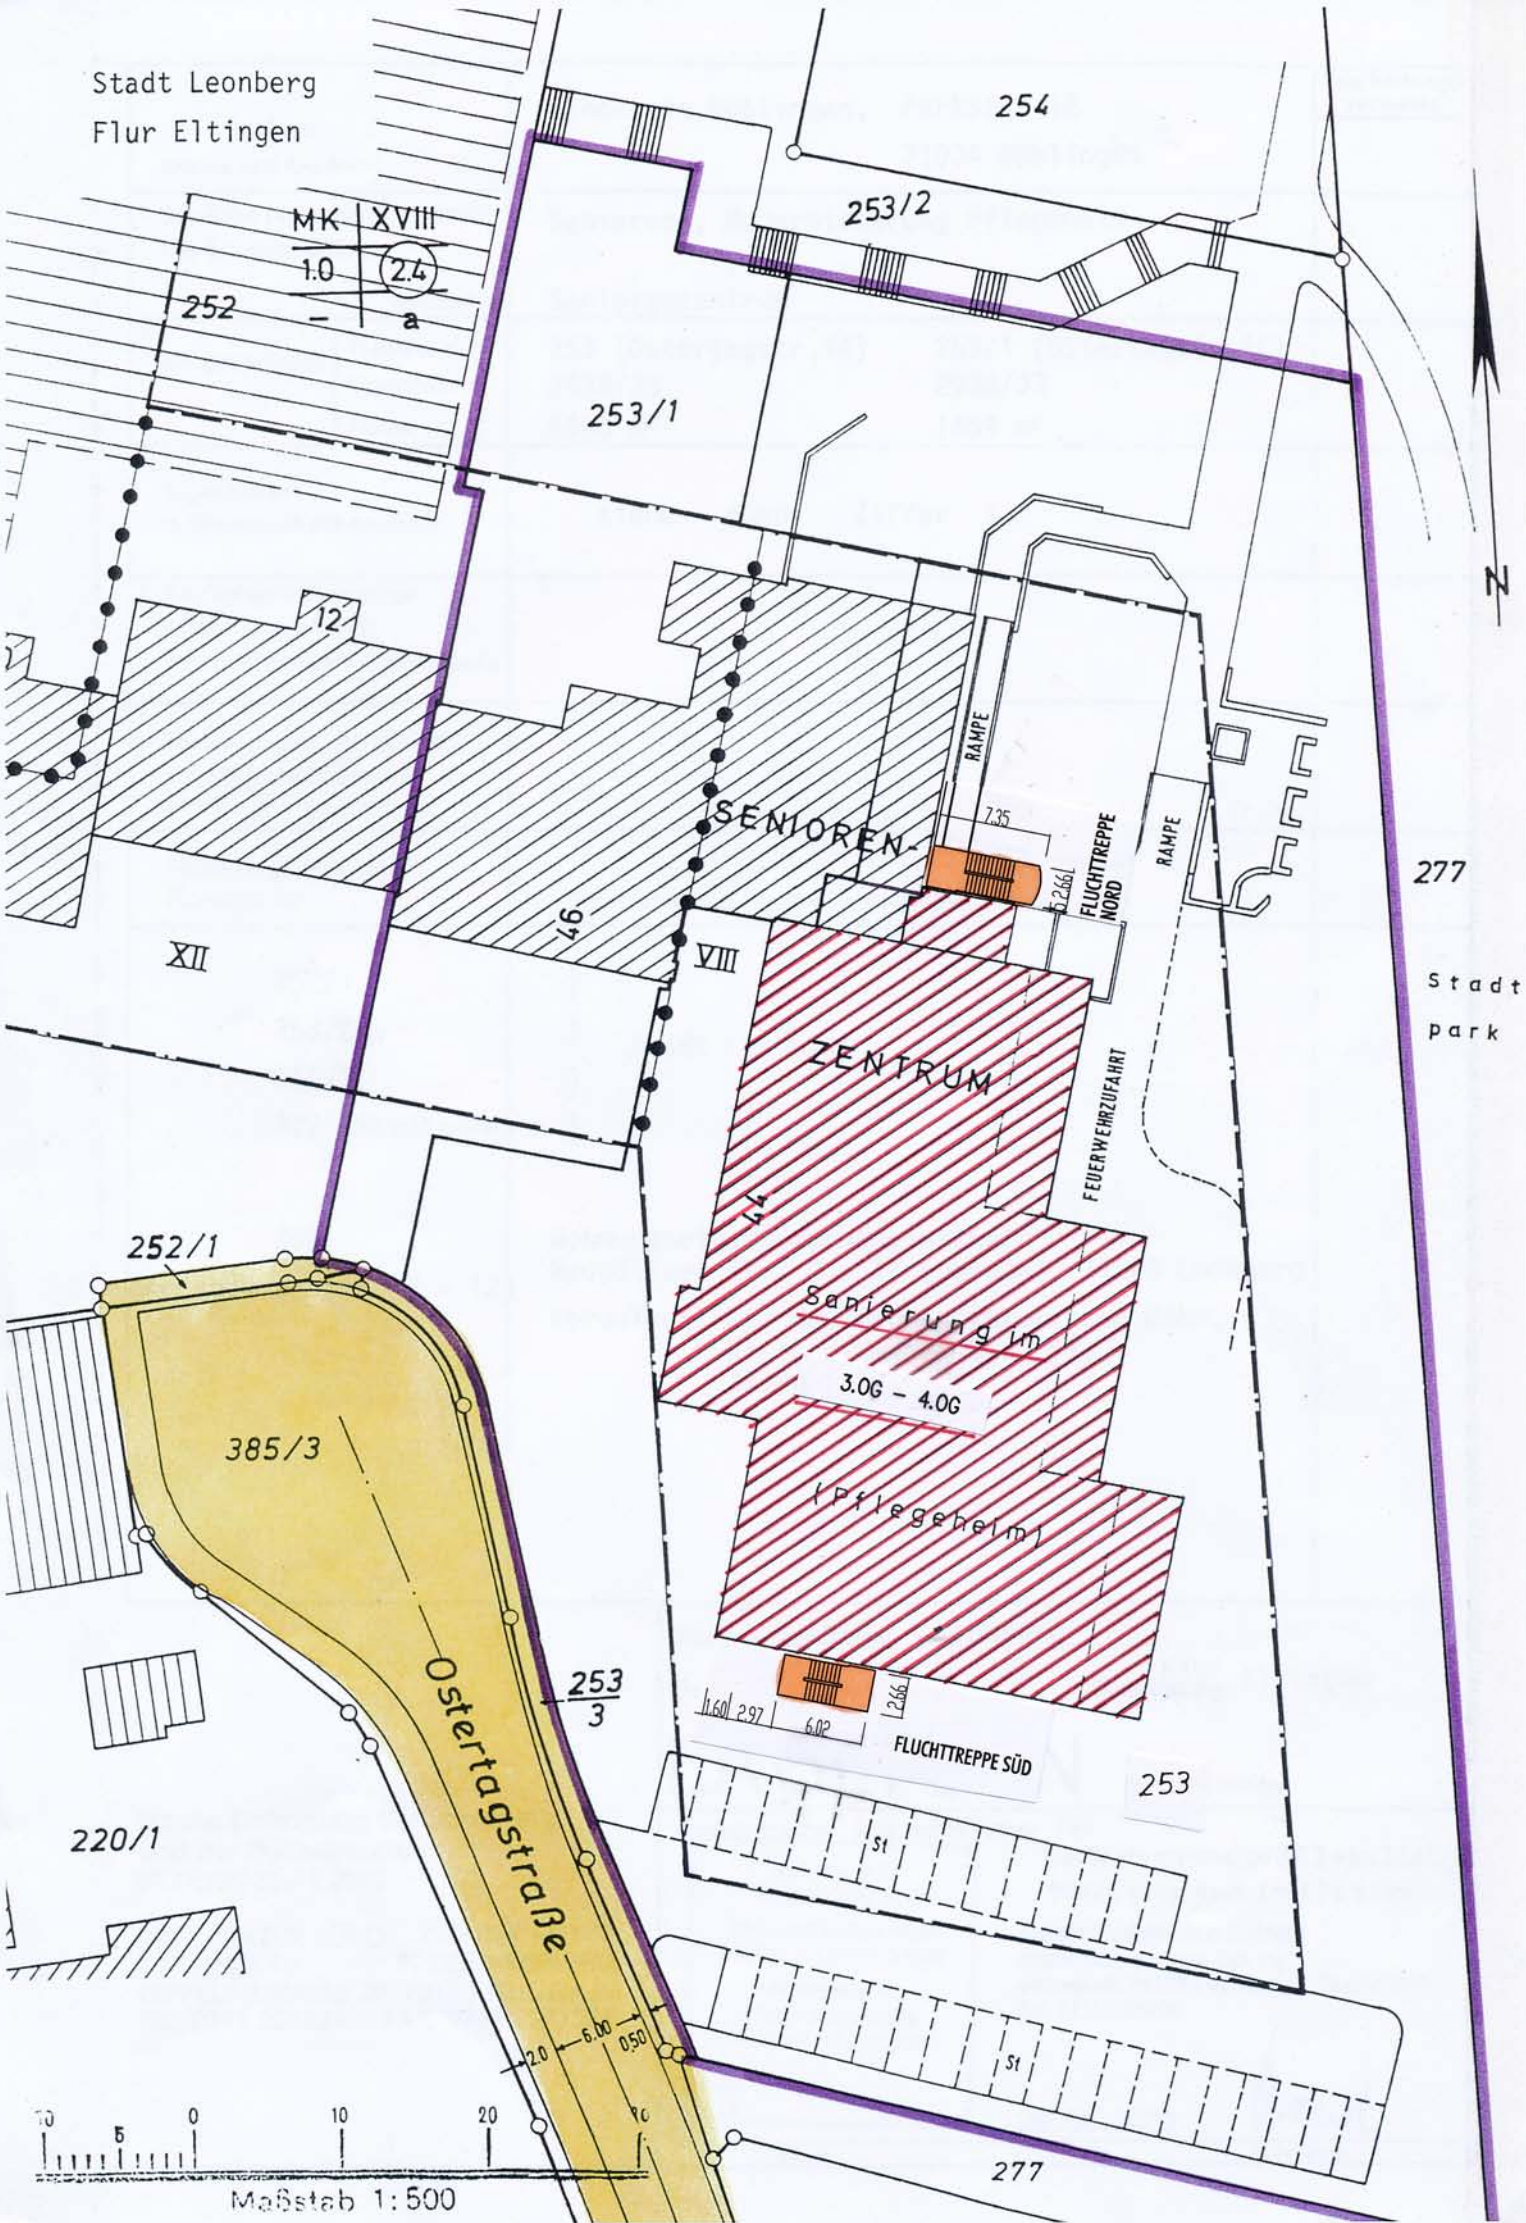 Stadt Leonberg
Flur Eltingen
254
253/2
MK XVIII
1.0 2.4
– a
252
253/1
N
12
RAMPE
SENIOREN-
7.35
2.66
FLUCHTTREPPE
NORD
RAMPE
277
46
XII
VIII
Stadt
park
ZENTRUM
FEUERWEHRZUFAHRT
44
252/1
Sanierung im
3.OG – 4.OG
385/3
(Pflegeheim)
253
3
1.60 2.97 6.02 2.66
FLUCHTTREPPE SÜD
253
Ostertagstraße
220/1
St
2.0 6.00 0.50
St
10 5 0 10 20
277
Maßstab 1:500